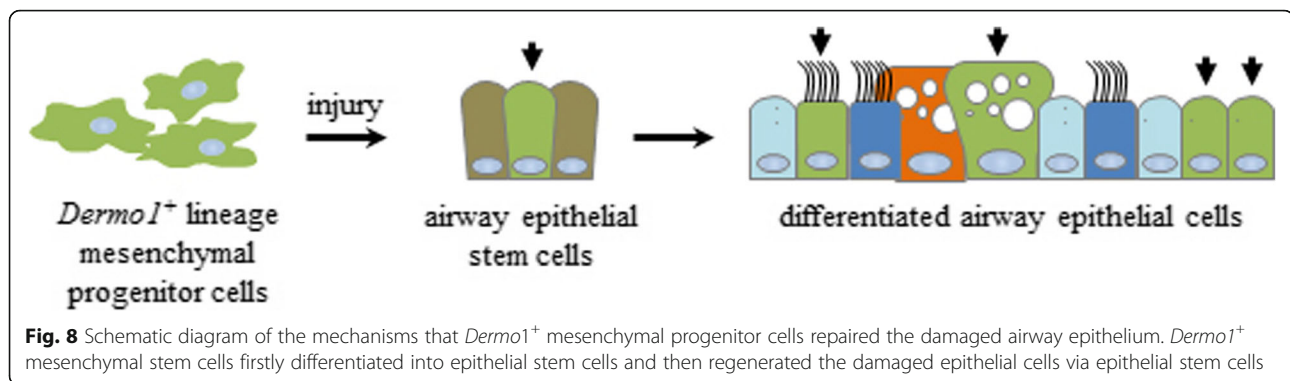 injury
Dermo1+ lineage
mesenchymal
progenitor cells
airway epithelial
stem cells
differentiated airway epithelial cells
Fig. 8 Schematic diagram of the mechanisms that Dermo1+ mesenchymal progenitor cells repaired the damaged airway epithelium. Dermo1+
mesenchymal stem cells firstly differentiated into epithelial stem cells and then regenerated the damaged epithelial cells via epithelial stem cells